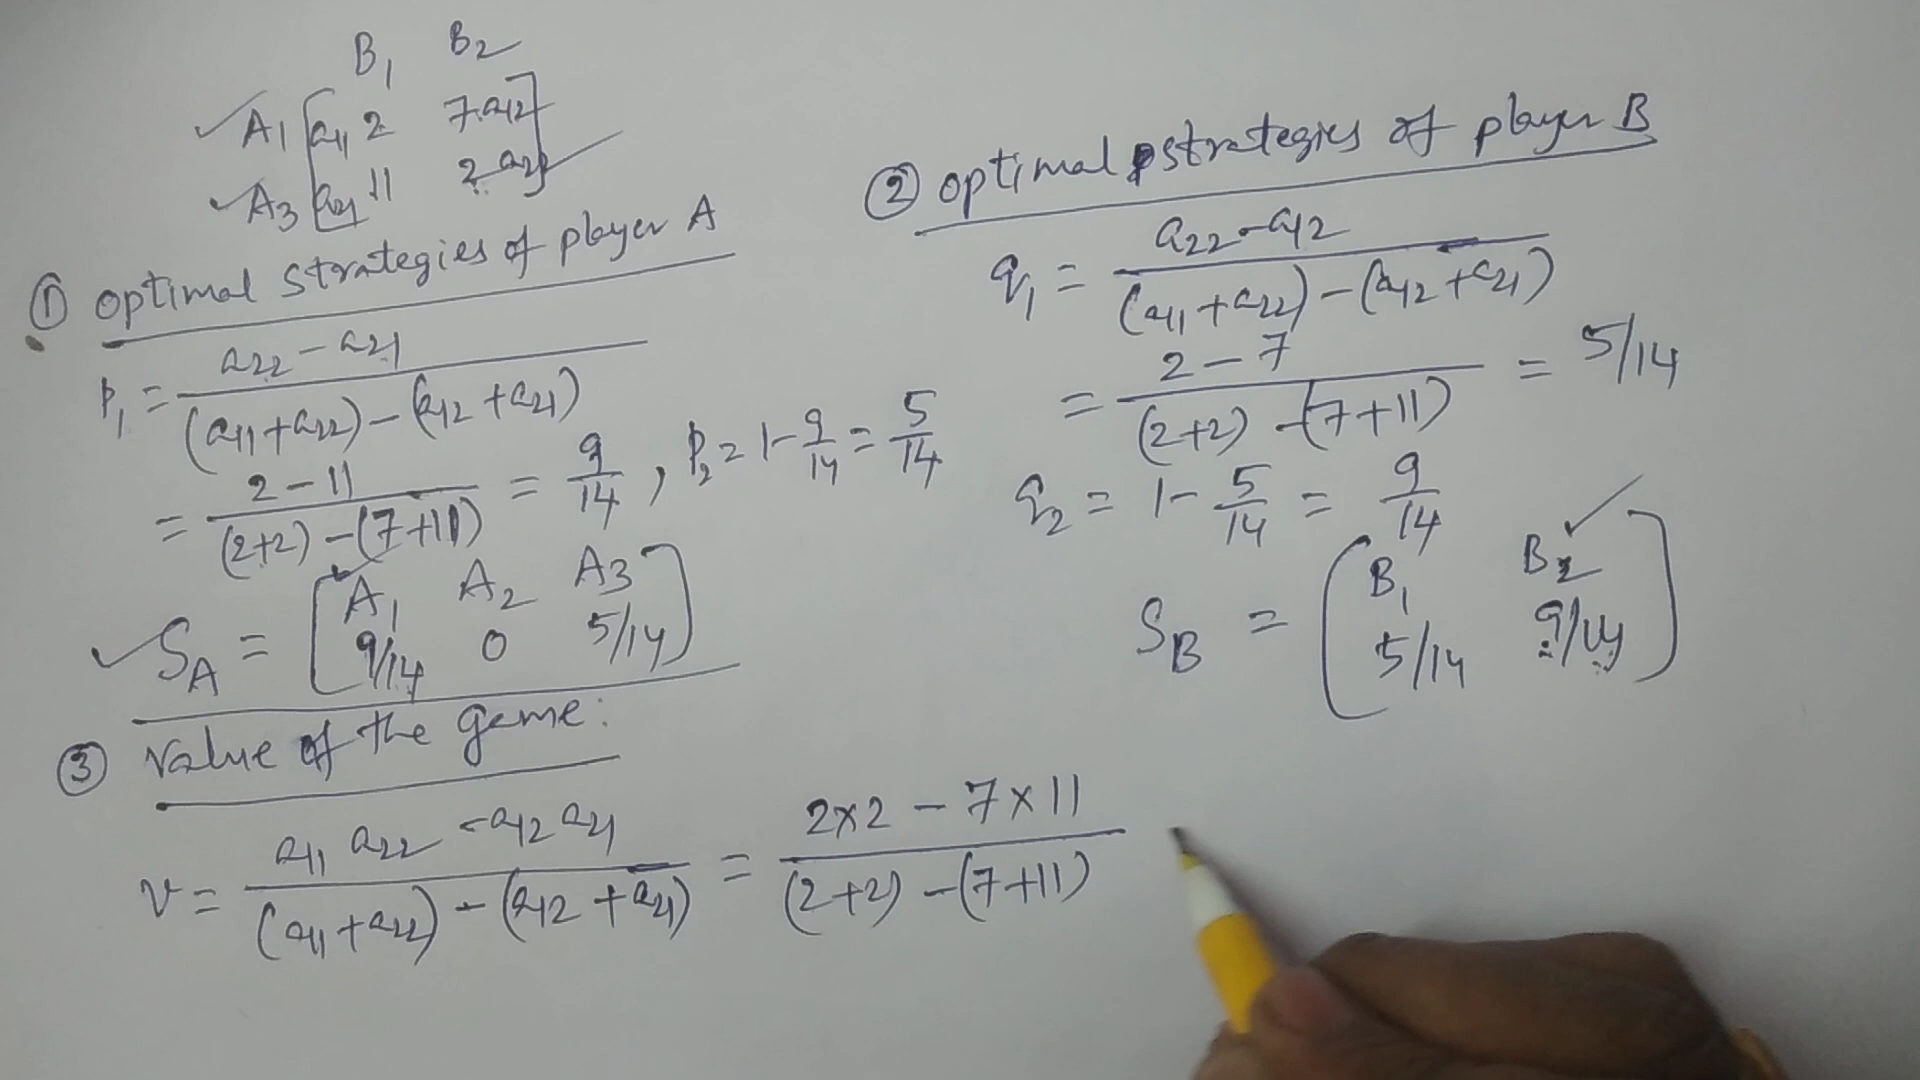 B1 B2
A1 a11 2 7 a12
A3 a21 11 2 a22
① optimal strategies of player A
p1 = a22 - a21 / (a11 + a22) - (a12 + a21)
= 2 - 11 / (2+2) - (7+11) = 9/14 , p2 = 1 - 9/14 = 5/14
SA = [ A1 A2 A3
9/14 0 5/14 ]
② optimal strategies of player B
q1 = a22 - a12 / (a11 + a22) - (a12 + a21)
= 2 - 7 / (2+2) - (7+11) = 5/14
q2 = 1 - 5/14 = 9/14
SB = ( B1 B2
5/14 9/14 )
③ Value of the game:
v = a11 a22 - a12 a21 / (a11 + a22) - (a12 + a21) = 2×2 - 7×11 / (2+2) - (7+11)